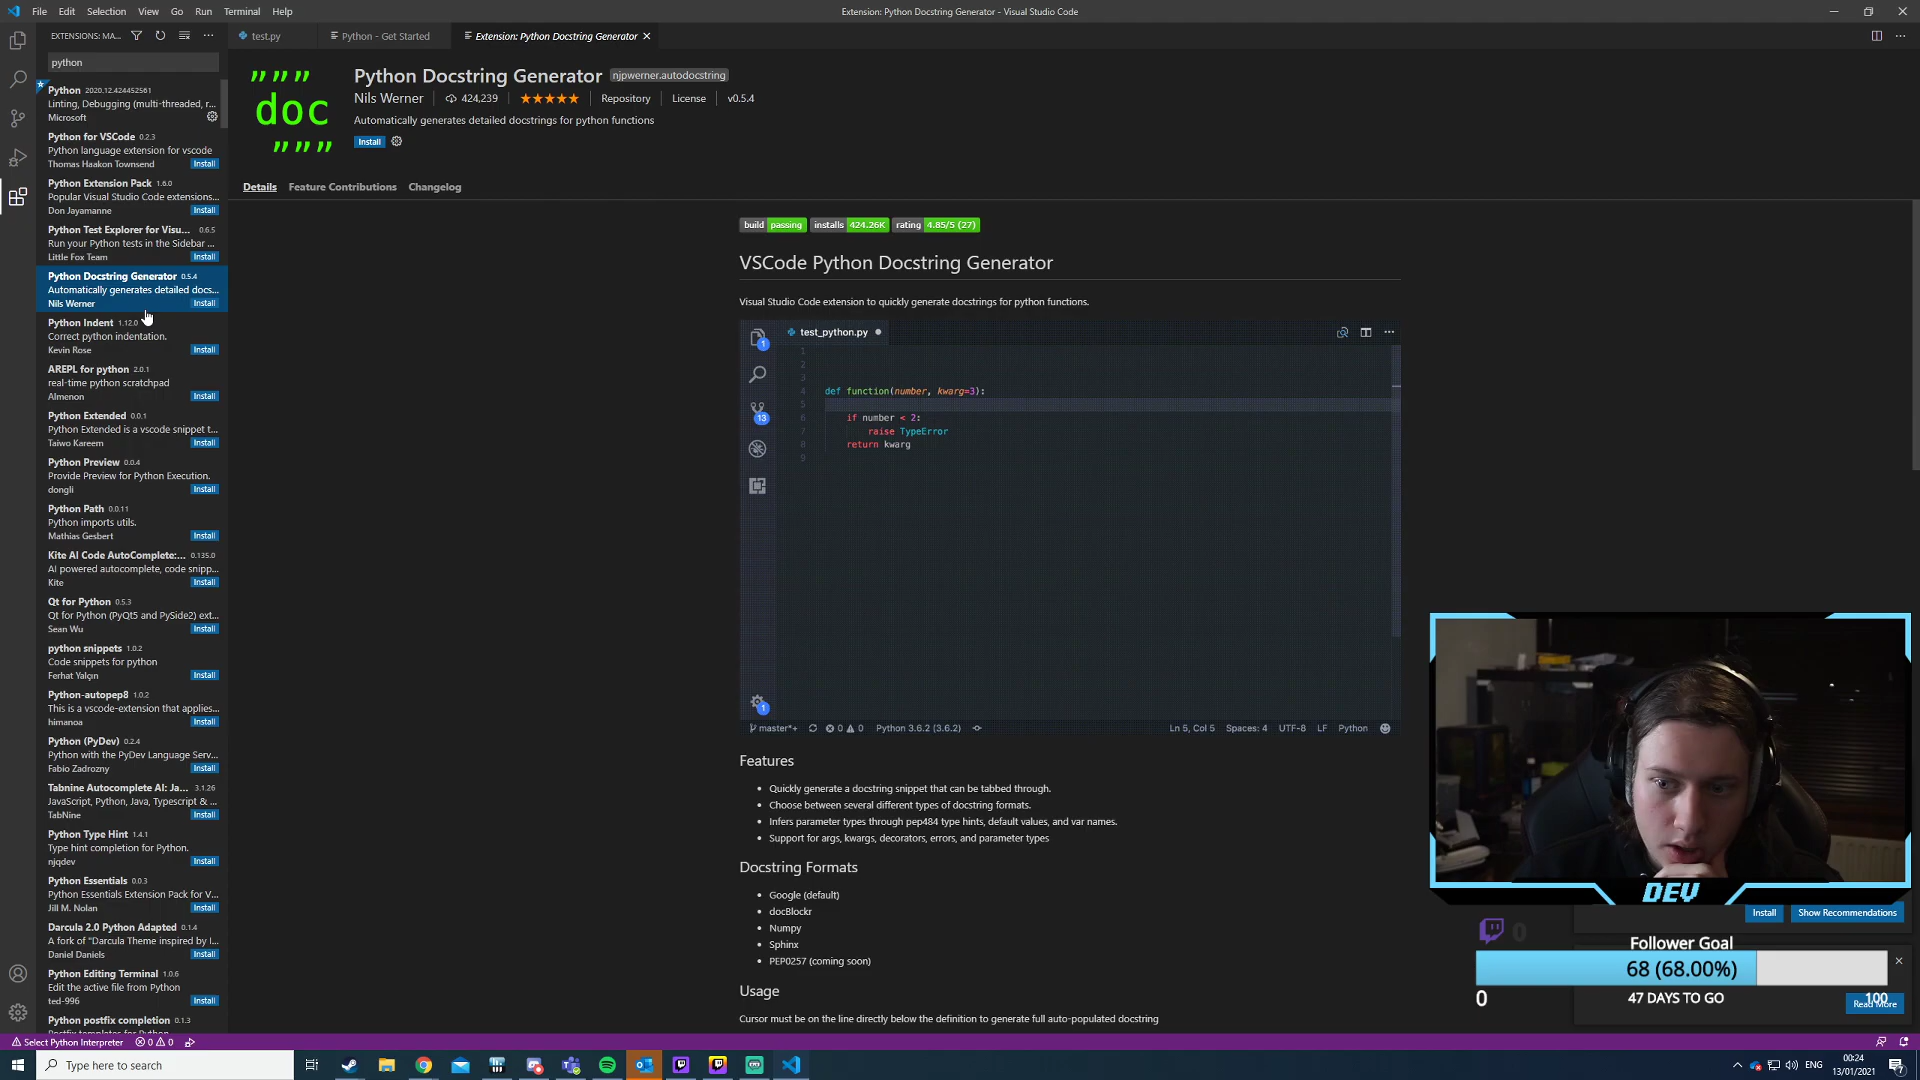 File Edit Selection View Go Run Terminal Help
Extension: Python Docstring Generator - Visual Studio Code
EXTENSIONS: MA...
test.py
Python - Get Started
Extension: Python Docstring Generator
python
Python 2020.12.424452561
Linting, Debugging (multi-threaded, r...
Microsoft
Python for VSCode 0.2.3
Python language extension for vscode
Thomas Haakon Townsend Install
Python Extension Pack 1.6.0
Popular Visual Studio Code extensions...
Don Jayamanne Install
Python Test Explorer for Visu... 0.6.5
Run your Python tests in the Sidebar ...
Little Fox Team Install
Python Docstring Generator 0.5.4
Automatically generates detailed docs...
Nils Werner Install
Python Indent 1.12.0
Correct python indentation.
Kevin Rose Install
AREPL for python 2.0.1
real-time python scratchpad
Almenon Install
Python Extended 0.0.1
Python Extended is a vscode snippet t...
Taiwo Kareem Install
Python Preview 0.0.4
Provide Preview for Python Execution.
dongli Install
Python Path 0.0.11
Python imports utils.
Mathias Gesbert Install
Kite AI Code AutoComplete:... 0.135.0
AI powered autocomplete, code snipp...
Kite Install
Qt for Python 0.5.3
Qt for Python (PyQt5 and PySide2) ext...
Sean Wu Install
python snippets 1.0.2
Code snippets for python
Ferhat Yalçın Install
Python-autopep8 1.0.2
This is a vscode-extension that applies...
himanoa Install
Python (PyDev) 0.2.4
Python with the PyDev Language Serv...
Fabio Zadrozny Install
Tabnine Autocomplete AI: Ja... 3.1.26
JavaScript, Python, Java, Typescript & ...
TabNine Install
Python Type Hint 1.4.1
Type hint completion for Python.
njqdev Install
Python Essentials 0.0.3
Python Essentials Extension Pack for V...
Jill M. Nolan Install
Darcula 2.0 Python Adapted 0.1.4
A fork of "Darcula Theme inspired by I...
Daniel Daniels Install
Python Editing Terminal 1.0.6
Edit the active file from Python
ted-996 Install
Python postfix completion 0.1.3
""" doc """
Python Docstring Generator njpwerner.autodocstring
Nils Werner 424,239 ★★★★★ Repository License v0.5.4
Automatically generates detailed docstrings for python functions
Install
Details Feature Contributions Changelog
build passing installs 424.26K rating 4.85/5 (27)
VSCode Python Docstring Generator
Visual Studio Code extension to quickly generate docstrings for python functions.
test_python.py
1
1
2
3
4 def function(number, kwarg=3):
5
13
6 if number < 2:
7 raise TypeError
8 return kwarg
9
1
master*+ 0 0 Python 3.6.2 (3.6.2) Ln 5, Col 5 Spaces: 4 UTF-8 LF Python
Features
• Quickly generate a docstring snippet that can be tabbed through.
• Choose between several different types of docstring formats.
• Infers parameter types through pep484 type hints, default values, and var names.
• Support for args, kwargs, decorators, errors, and parameter types
Docstring Formats
• Google (default)
• docBlockr
• Numpy
• Sphinx
• PEP0257 (coming soon)
Usage
Cursor must be on the line directly below the definition to generate full auto-populated docstring
DEV
Install Show Recommendations
0
Follower Goal
68 (68.00%)
0 47 DAYS TO GO 100
Read More
Select Python Interpreter 0 0
Type here to search
ENG
00:24
13/01/2021
7